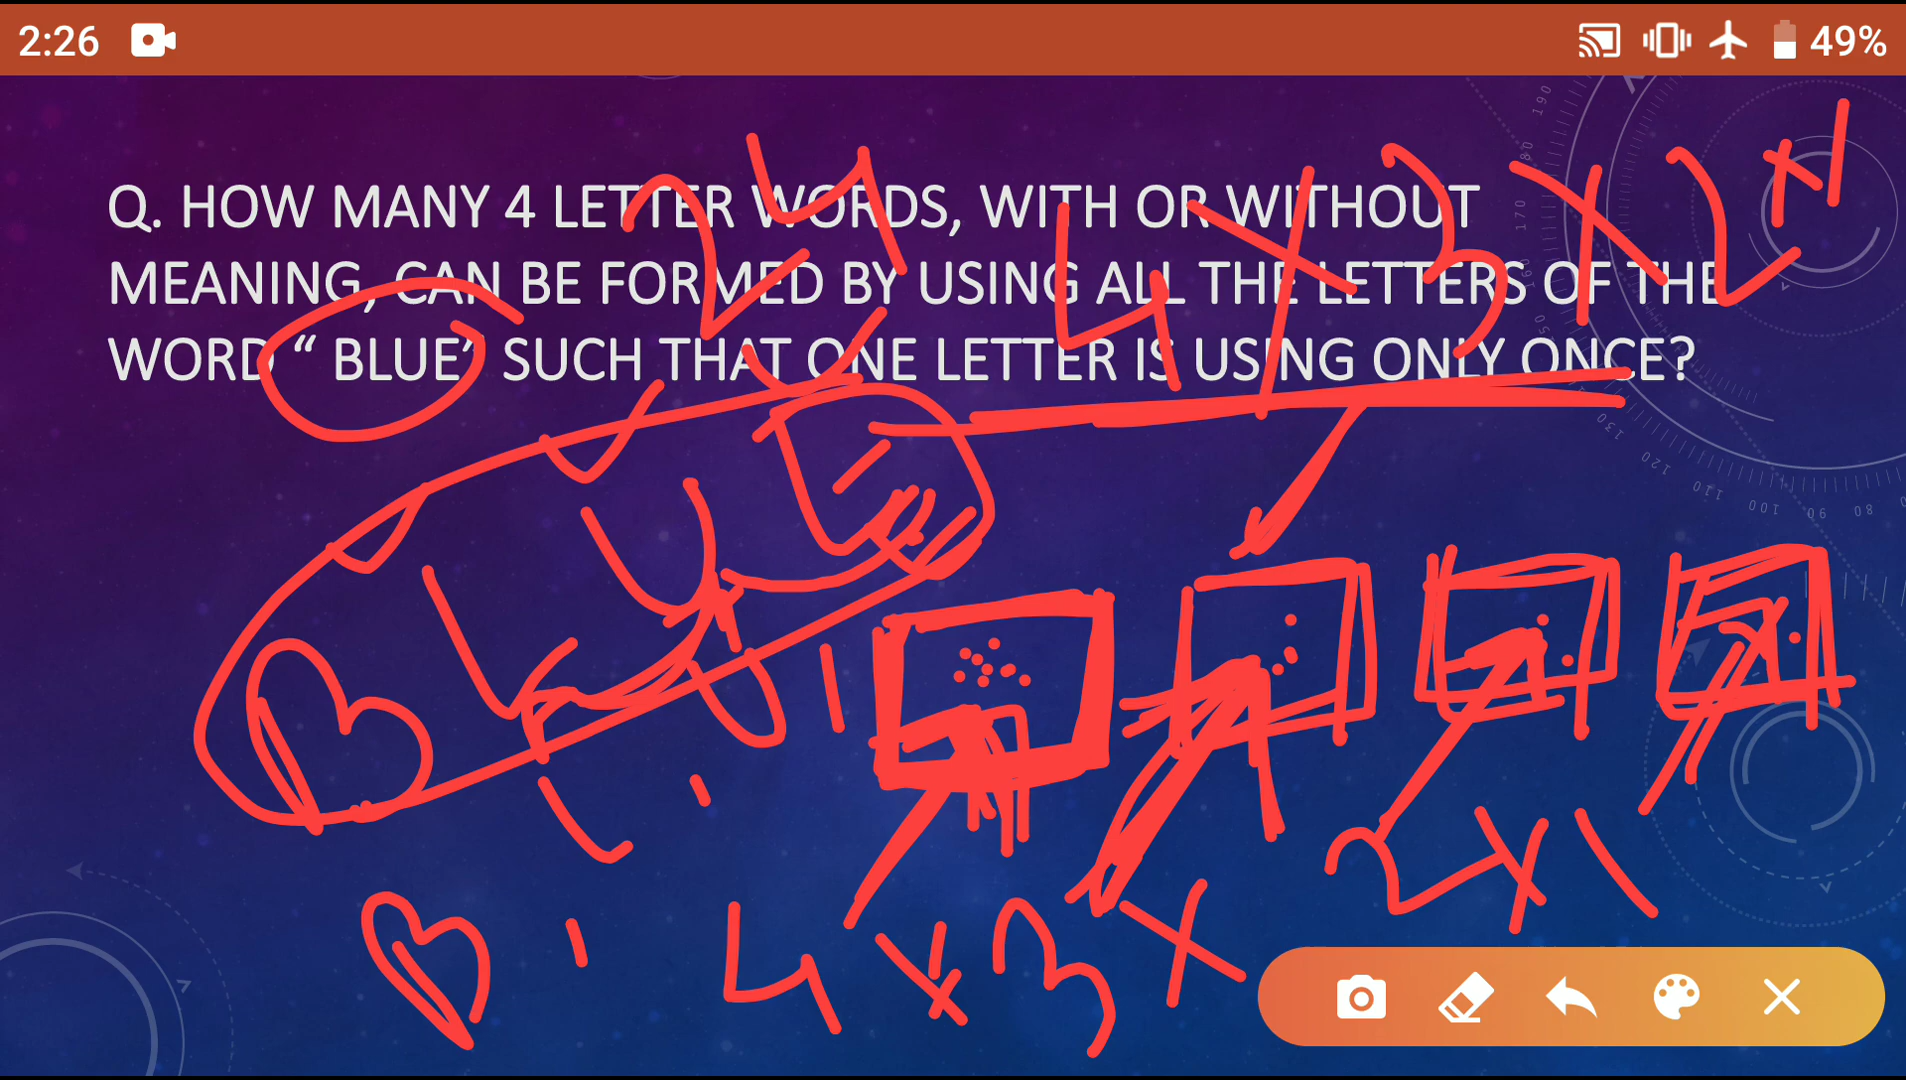 2:26 49%
24 4 X 3 X 2 X 1
Q. HOW MANY 4 LETTER WORDS, WITH OR WITHOUT
MEANING, CAN BE FORMED BY USING ALL THE LETTERS OF THE
WORD “ BLUE” SUCH THAT ONE LETTER IS USING ONLY ONCE?
B L U E
B 4 X 3 X 2 X 1